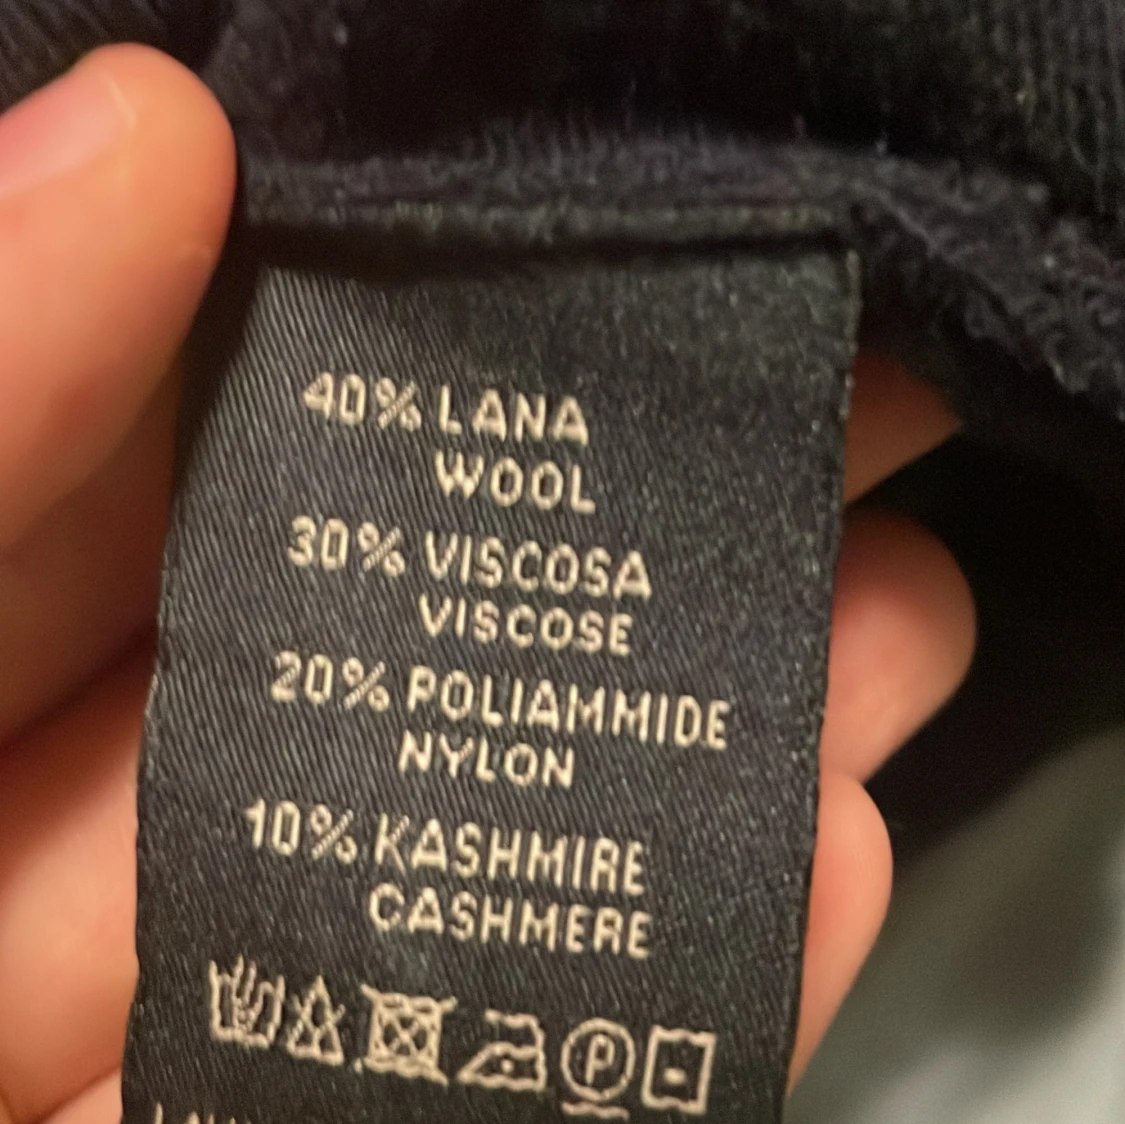 40% LANA
WOOL
30% VISCOSA
VISCOSE
20% POLIAMMIDE
NYLON
10% KASHMIRE
CASHMERE
P